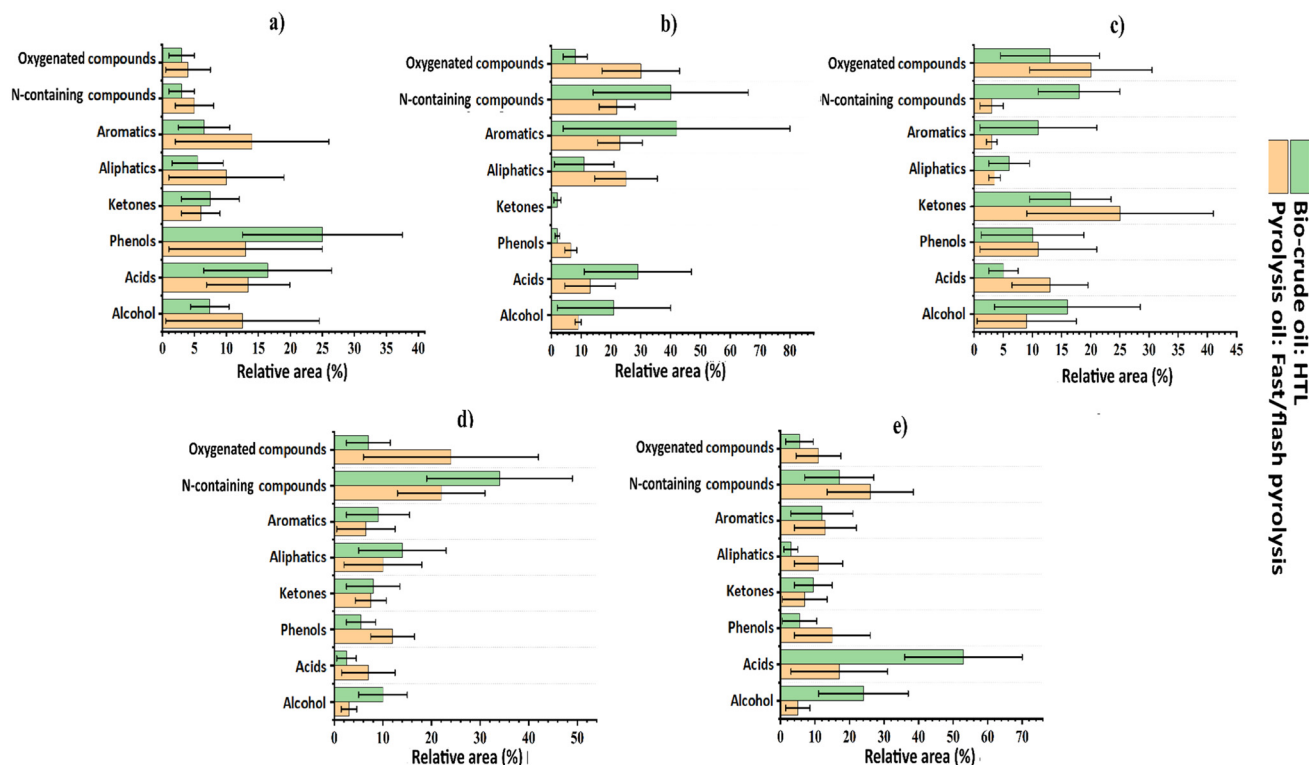 a)
Oxygenated compounds
N-containing compounds
Aromatics
Aliphatics
Ketones
Phenols
Acids
Alcohol
0 5 10 15 20 25 30 35 40
Relative area (%)
b)
Oxygenated compounds
N-containing compounds
Aromatics
Aliphatics
Ketones
Phenols
Acids
Alcohol
0 10 20 30 40 50 60 70 80
Relative area (%)
c)
Oxygenated compounds
N-containing compounds
Aromatics
Aliphatics
Ketones
Phenols
Acids
Alcohol
0 5 10 15 20 25 30 35 40 45
Relative area (%)
d)
Oxygenated compounds
N-containing compounds
Aromatics
Aliphatics
Ketones
Phenols
Acids
Alcohol
0 10 20 30 40 50
Relative area (%)
e)
Oxygenated compounds
N-containing compounds
Aromatics
Aliphatics
Ketones
Phenols
Acids
Alcohol
0 10 20 30 40 50 60 70
Relative area (%)
Bio-crude oil: HTL
Pyrolysis oil: Fast/flash pyrolysis